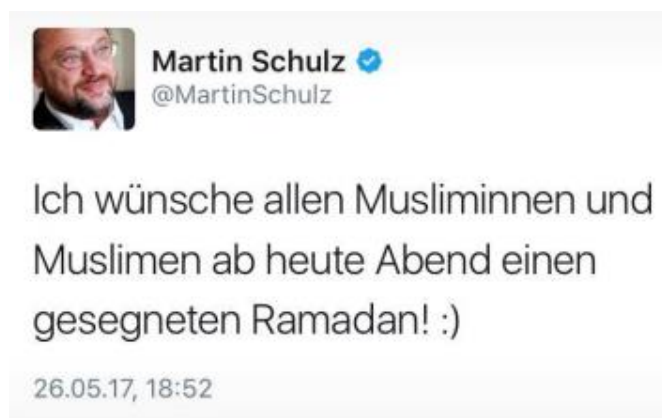 Martin Schulz
@MartinSchulz
Ich wünsche allen Musliminnen und
Muslimen ab heute Abend einen
gesegneten Ramadan! :)
26.05.17, 18:52